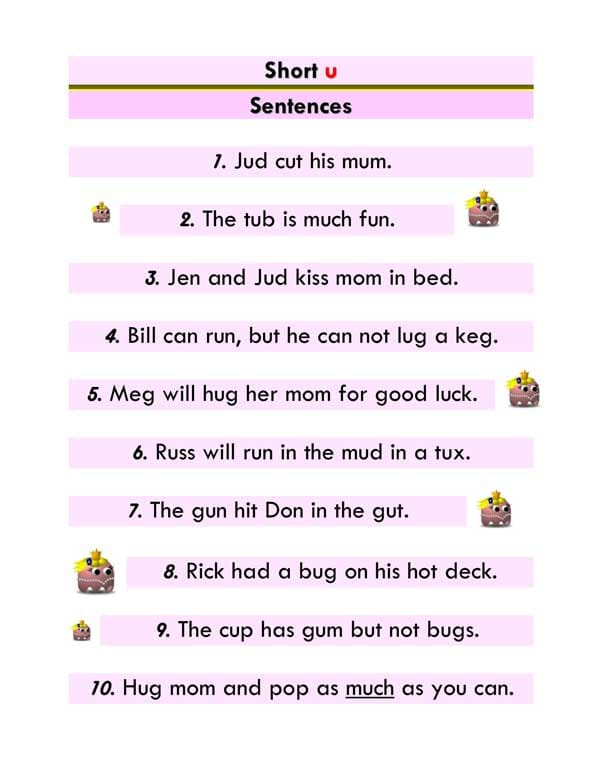 Short u
Sentences
1. Jud cut his mum.
2. The tub is much fun.
3. Jen and Jud kiss mom in bed.
4. Bill can run, but he can not lug a keg.
5. Meg will hug her mom for good luck.
6. Russ will run in the mud in a tux.
7. The gun hit Don in the gut.
8. Rick had a bug on his hot deck.
9. The cup has gum but not bugs.
10. Hug mom and pop as much as you can.